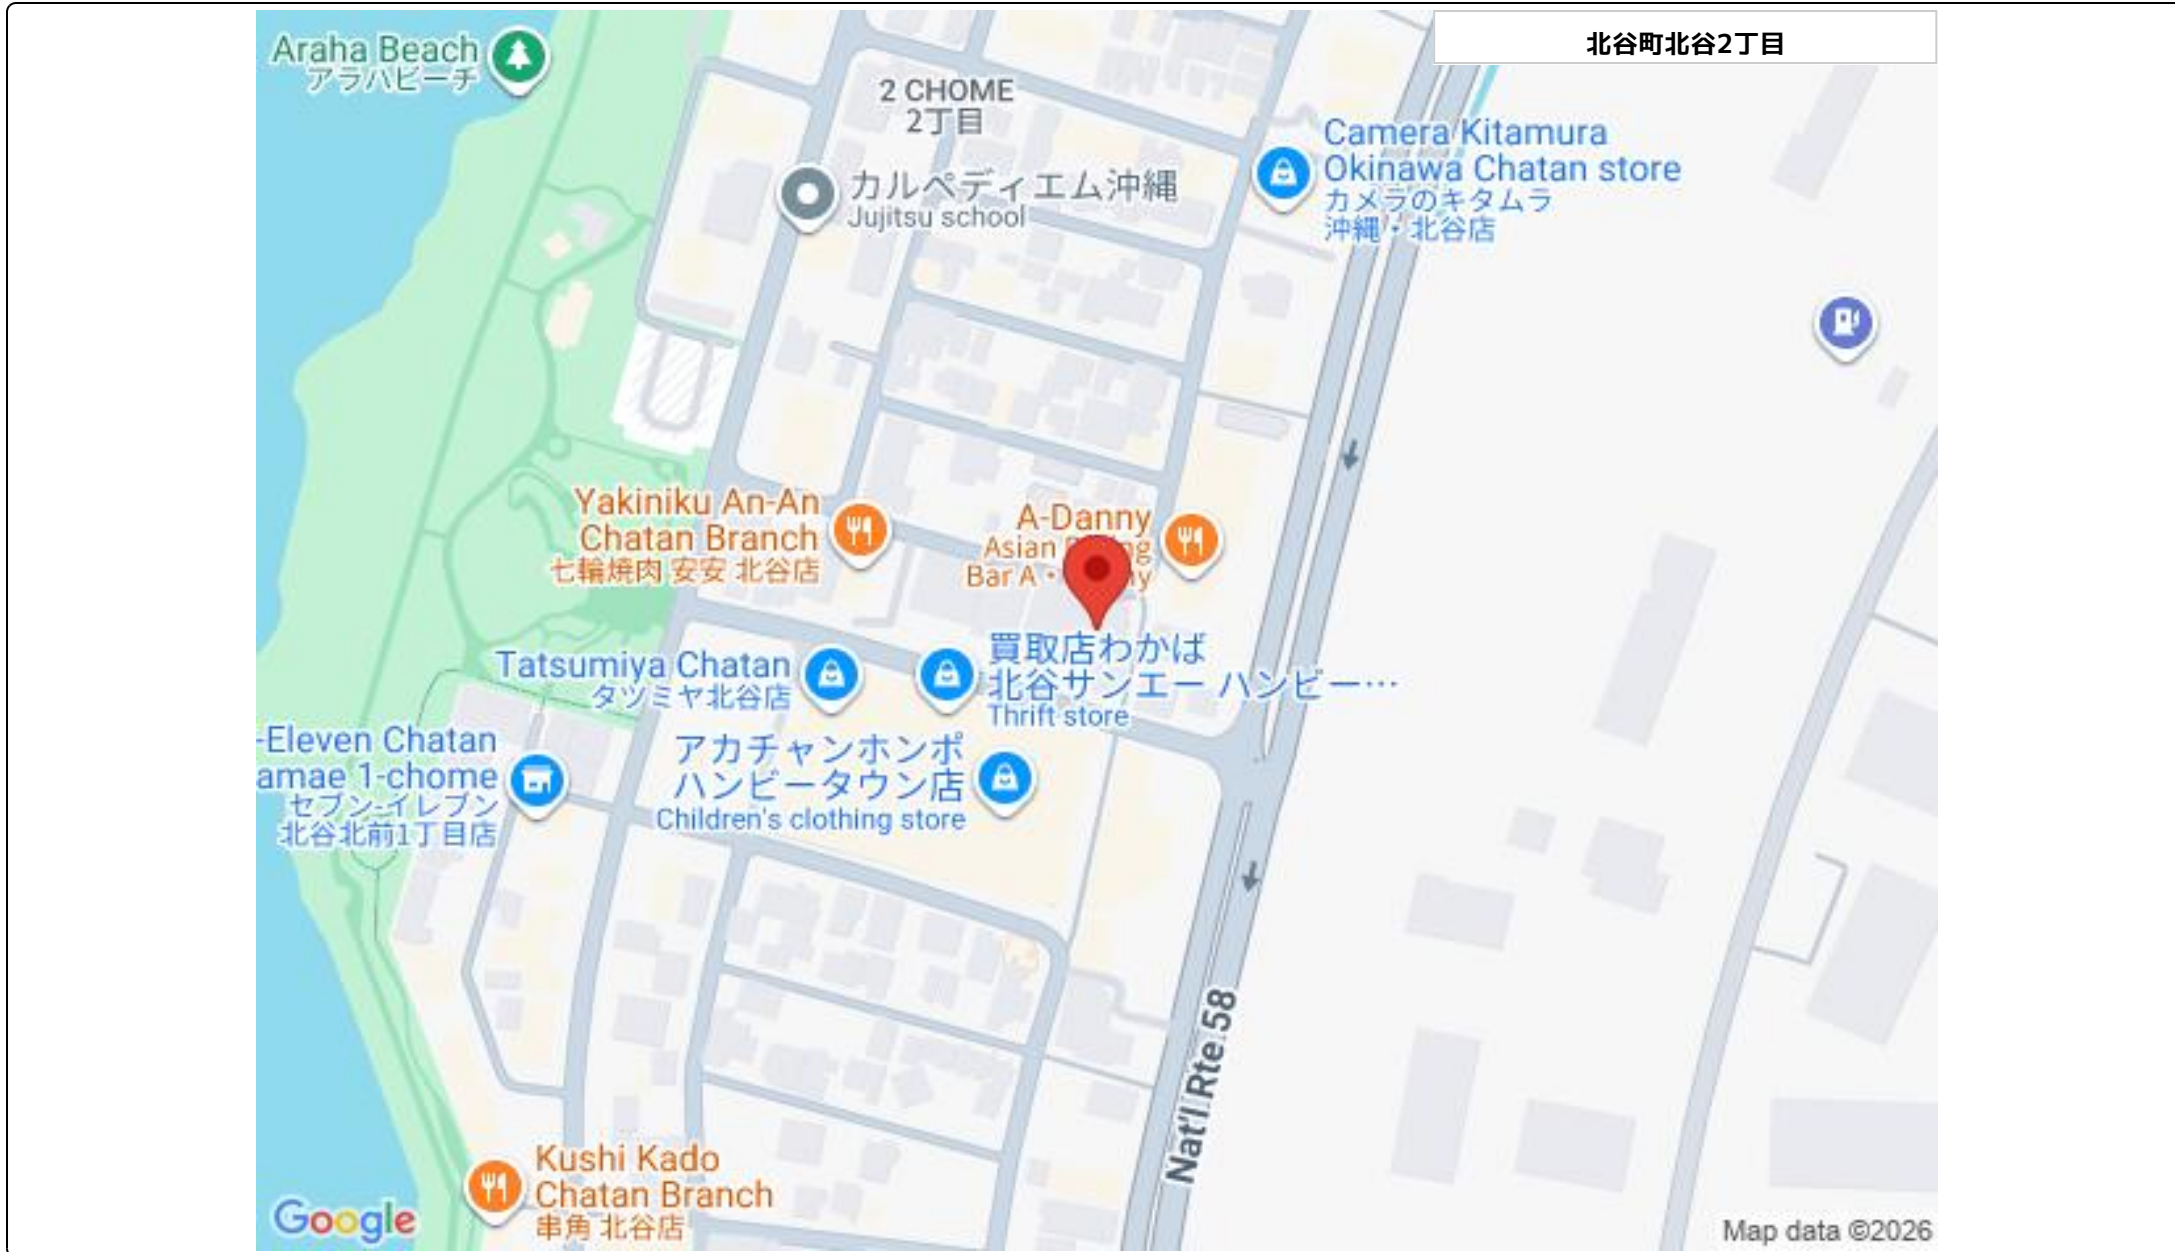 北谷町北谷2丁目
Araha Beach
アラハビーチ
2 CHOME
2丁目
カルペディエム沖縄
Jujitsu school
Camera Kitamura
Okinawa Chatan store
カメラのキタムラ
沖縄・北谷店
Yakiniku An-An
Chatan Branch
七輪焼肉 安安 北谷店
A-Danny
Asian
Bar A・
買取店わかば
北谷サンエー ハンビー…
Thrift store
Tatsumiya Chatan
タツミヤ北谷店
アカチャンホンポ
ハンビータウン店
Children's clothing store
-Eleven Chatan
amae 1-chome
セブン-イレブン
北谷北前1丁目店
Nat'l Rte 58
Kushi Kado
Chatan Branch
串角 北谷店
Google
Map data ©2026